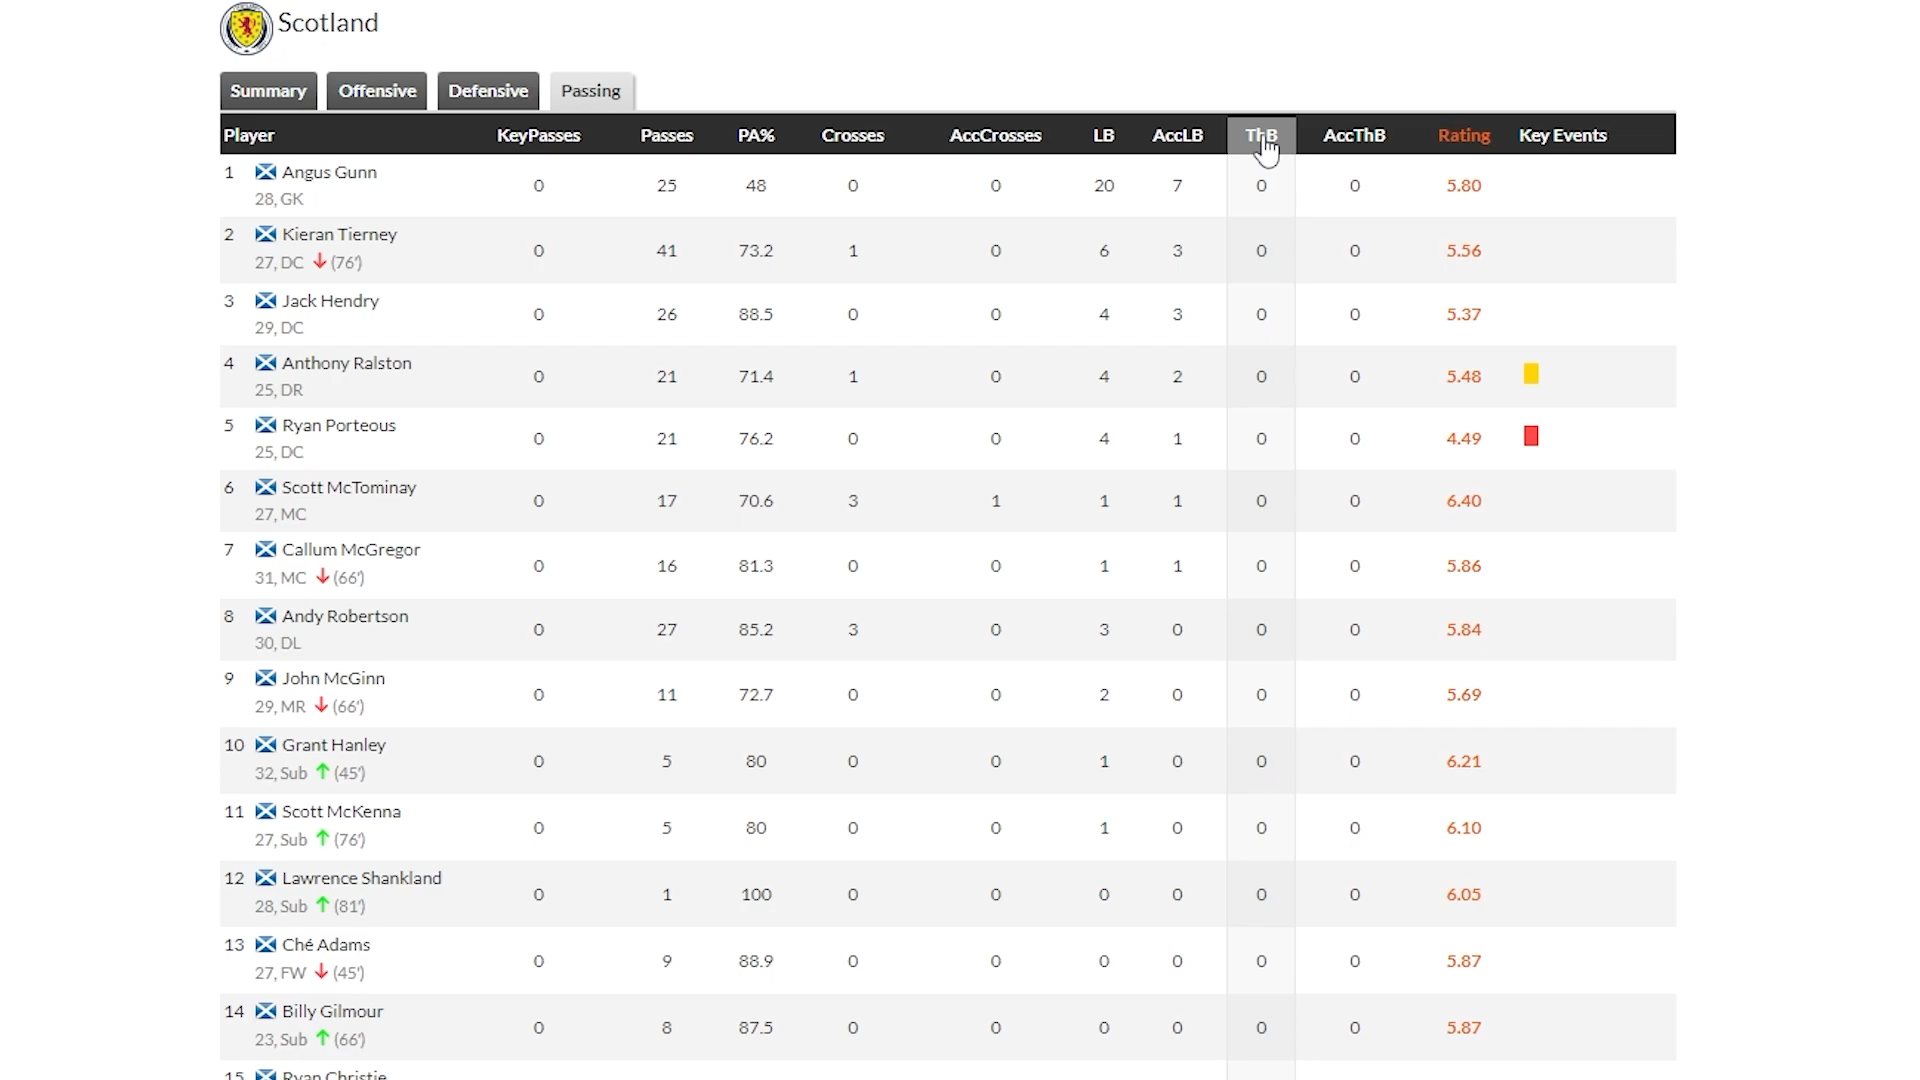 Scotland
Summary Offensive Defensive Passing
Player KeyPasses Passes PA% Crosses AccCrosses LB AccLB ThB AccThB Rating Key Events
1 Angus Gunn
28, GK 0 25 48 0 0 20 7 0 0 5.80
2 Kieran Tierney
27, DC (76') 0 41 73.2 1 0 6 3 0 0 5.56
3 Jack Hendry
29, DC 0 26 88.5 0 0 4 3 0 0 5.37
4 Anthony Ralston
25, DR 0 21 71.4 1 0 4 2 0 0 5.48
5 Ryan Porteous
25, DC 0 21 76.2 0 0 4 1 0 0 4.49
6 Scott McTominay
27, MC 0 17 70.6 3 1 1 1 0 0 6.40
7 Callum McGregor
31, MC (66') 0 16 81.3 0 0 1 1 0 0 5.86
8 Andy Robertson
30, DL 0 27 85.2 3 0 3 0 0 0 5.84
9 John McGinn
29, MR (66') 0 11 72.7 0 0 2 0 0 0 5.69
10 Grant Hanley
32, Sub (45') 0 5 80 0 0 1 0 0 0 6.21
11 Scott McKenna
27, Sub (76') 0 5 80 0 0 1 0 0 0 6.10
12 Lawrence Shankland
28, Sub (81') 0 1 100 0 0 0 0 0 0 6.05
13 Ché Adams
27, FW (45') 0 9 88.9 0 0 0 0 0 0 5.87
14 Billy Gilmour
23, Sub (66') 0 8 87.5 0 0 0 0 0 0 5.87
15 Ryan Christie